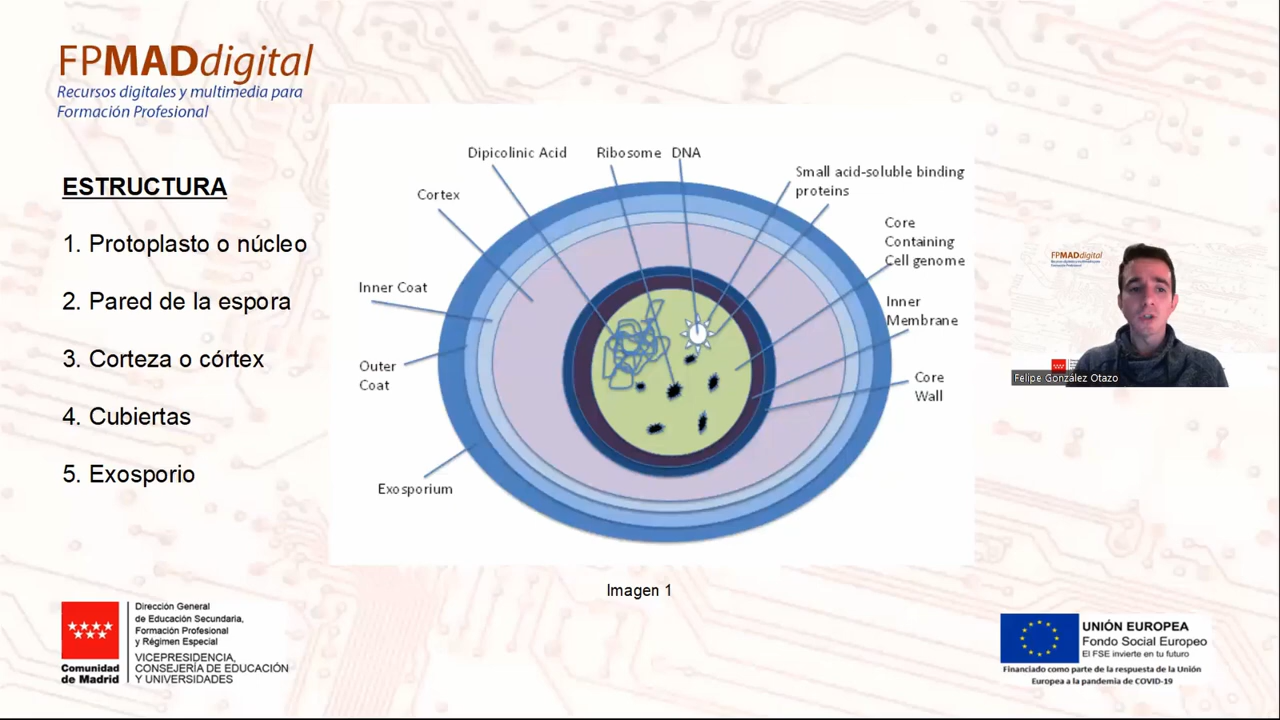 FPMADdigital
Recursos digitales y multimedia para
Formación Profesional
ESTRUCTURA
1. Protoplasto o núcleo
2. Pared de la espora
3. Corteza o córtex
4. Cubiertas
5. Exosporio
Dipicolinic Acid
Ribosome
DNA
Small acid-soluble binding
proteins
Cortex
Core
Containing
Cell genome
Inner Coat
Inner
Membrane
Outer
Coat
Core
Wall
Exosporium
Imagen 1
FPMADdigital
Felipe González Otazo
Comunidad
de Madrid
Dirección General
de Educación Secundaria,
Formación Profesional
y Régimen Especial
VICEPRESIDENCIA,
CONSEJERÍA DE EDUCACIÓN
Y UNIVERSIDADES
UNIÓN EUROPEA
Fondo Social Europeo
El FSE invierte en tu futuro
Financiado como parte de la respuesta de la Unión
Europea a la pandemia de COVID-19